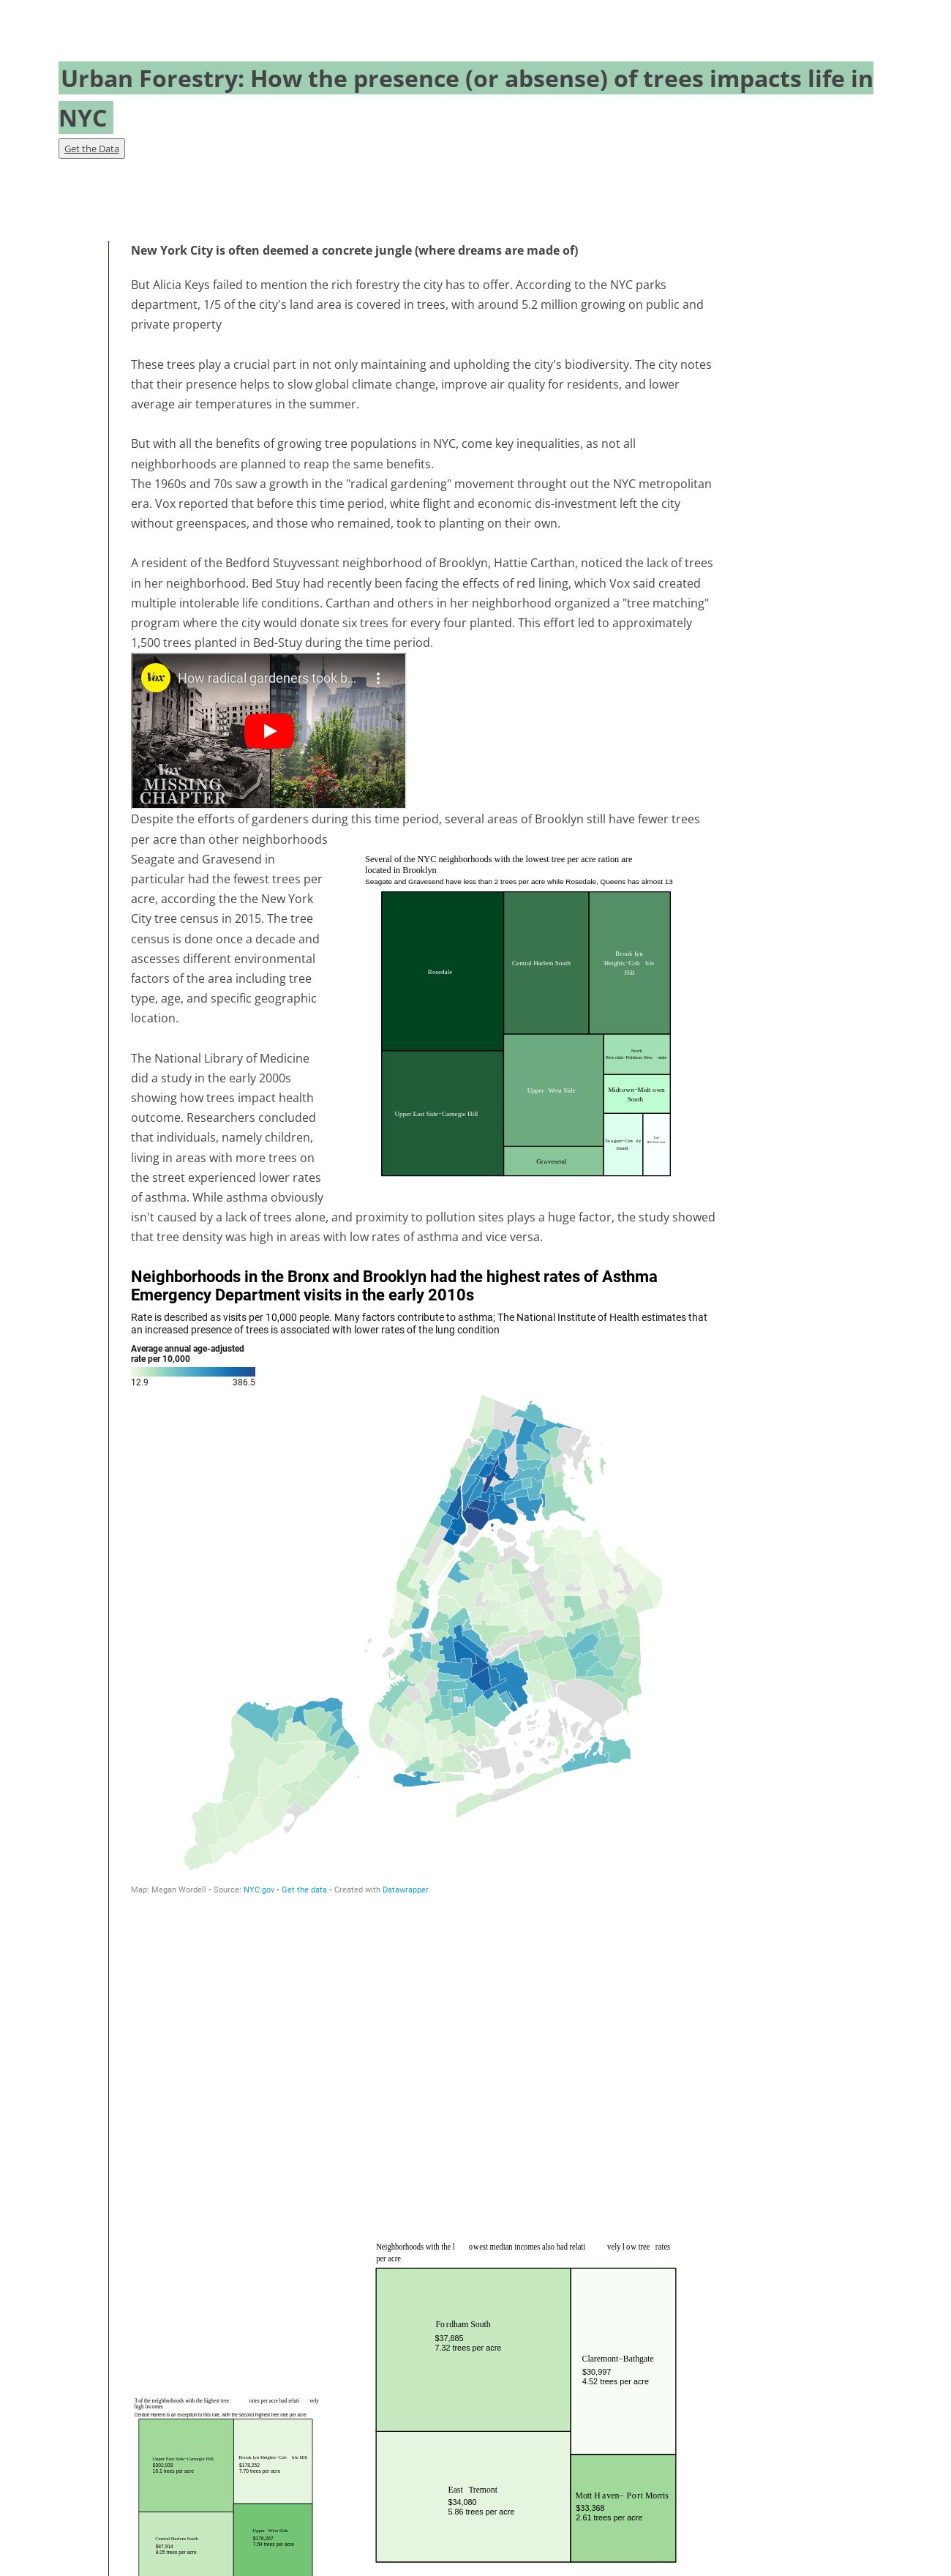 Urban Forestry: How the presence (or absense) of trees impacts life in
NYC
Get the Data
New York City is often deemed a concrete jungle (where dreams are made of)
But Alicia Keys failed to mention the rich forestry the city has to offer. According to the NYC parks
department, 1/5 of the city's land area is covered in trees, with around 5.2 million growing on public and
private property
These trees play a crucial part in not only maintaining and upholding the city's biodiversity. The city notes
that their presence helps to slow global climate change, improve air quality for residents, and lower
average air temperatures in the summer.
But with all the benefits of growing tree populations in NYC, come key inequalities, as not all
neighborhoods are planned to reap the same benefits.
The 1960s and 70s saw a growth in the "radical gardening" movement throught out the NYC metropolitan
era. Vox reported that before this time period, white flight and economic dis-investment left the city
without greenspaces, and those who remained, took to planting on their own.
A resident of the Bedford Stuyvessant neighborhood of Brooklyn, Hattie Carthan, noticed the lack of trees
in her neighborhood. Bed Stuy had recently been facing the effects of red lining, which Vox said created
multiple intolerable life conditions. Carthan and others in her neighborhood organized a "tree matching"
program where the city would donate six trees for every four planted. This effort led to approximately
1,500 trees planted in Bed-Stuy during the time period.
Vox
How radical gardeners took b...
Vox
MISSING
CHAPTER
Despite the efforts of gardeners during this time period, several areas of Brooklyn still have fewer trees
per acre than other neighborhoods
Seagate and Gravesend in
particular had the fewest trees per
acre, according the the New York
City tree census in 2015. The tree
census is done once a decade and
ascesses different environmental
factors of the area including tree
type, age, and specific geographic
location.
Several of the NYC neighborhoods with the lowest tree per acre ration are
located in Brooklyn
Seagate and Gravesend have less than 2 trees per acre while Rosedale, Queens has almost 13
Rosedale
Central Harlem South
Brook lyn
Heights−Cob ble
Hill
Upper East Side−Carnegie Hill
Upper West Side
Gravesend
North
Midtown−Midt own
South
Seagate−Con ey
Island
The National Library of Medicine
did a study in the early 2000s
showing how trees impact health
outcome. Researchers concluded
that individuals, namely children,
living in areas with more trees on
the street experienced lower rates
of asthma. While asthma obviously
isn't caused by a lack of trees alone, and proximity to pollution sites plays a huge factor, the study showed
that tree density was high in areas with low rates of asthma and vice versa.
Neighborhoods in the Bronx and Brooklyn had the highest rates of Asthma
Emergency Department visits in the early 2010s
Rate is described as visits per 10,000 people. Many factors contribute to asthma; The National Institute of Health estimates that
an increased presence of trees is associated with lower rates of the lung condition
Average annual age-adjusted
rate per 10,000
12.9 386.5
Map: Megan Wordell • Source: NYC.gov • Get the data • Created with Datawrapper
Neighborhoods with the l owest median incomes also had relati vely l ow tree rates
per acre
Fo rdham South
$37,885
7.32 trees per acre
Claremont−Bathgate
$30,997
4.52 trees per acre
East Tremont
$34,080
5.86 trees per acre
Mott H aven− Po rt Morris
$33,368
2.61 trees per acre
3 of the neighborhoods with the highest tree rates per acre had relati vely
high incomes
Central Harlem is an exception to this rule, with the second highest tree rate per acre
Upper East Side−Carnegie Hill
$302,939
10.1 trees per acre
Brook lyn Heights−Cob ble Hill
$178,252
7.70 trees per acre
Central Harlem South
$87,914
8.05 trees per acre
Upper West Side
$176,267
7.54 trees per acre